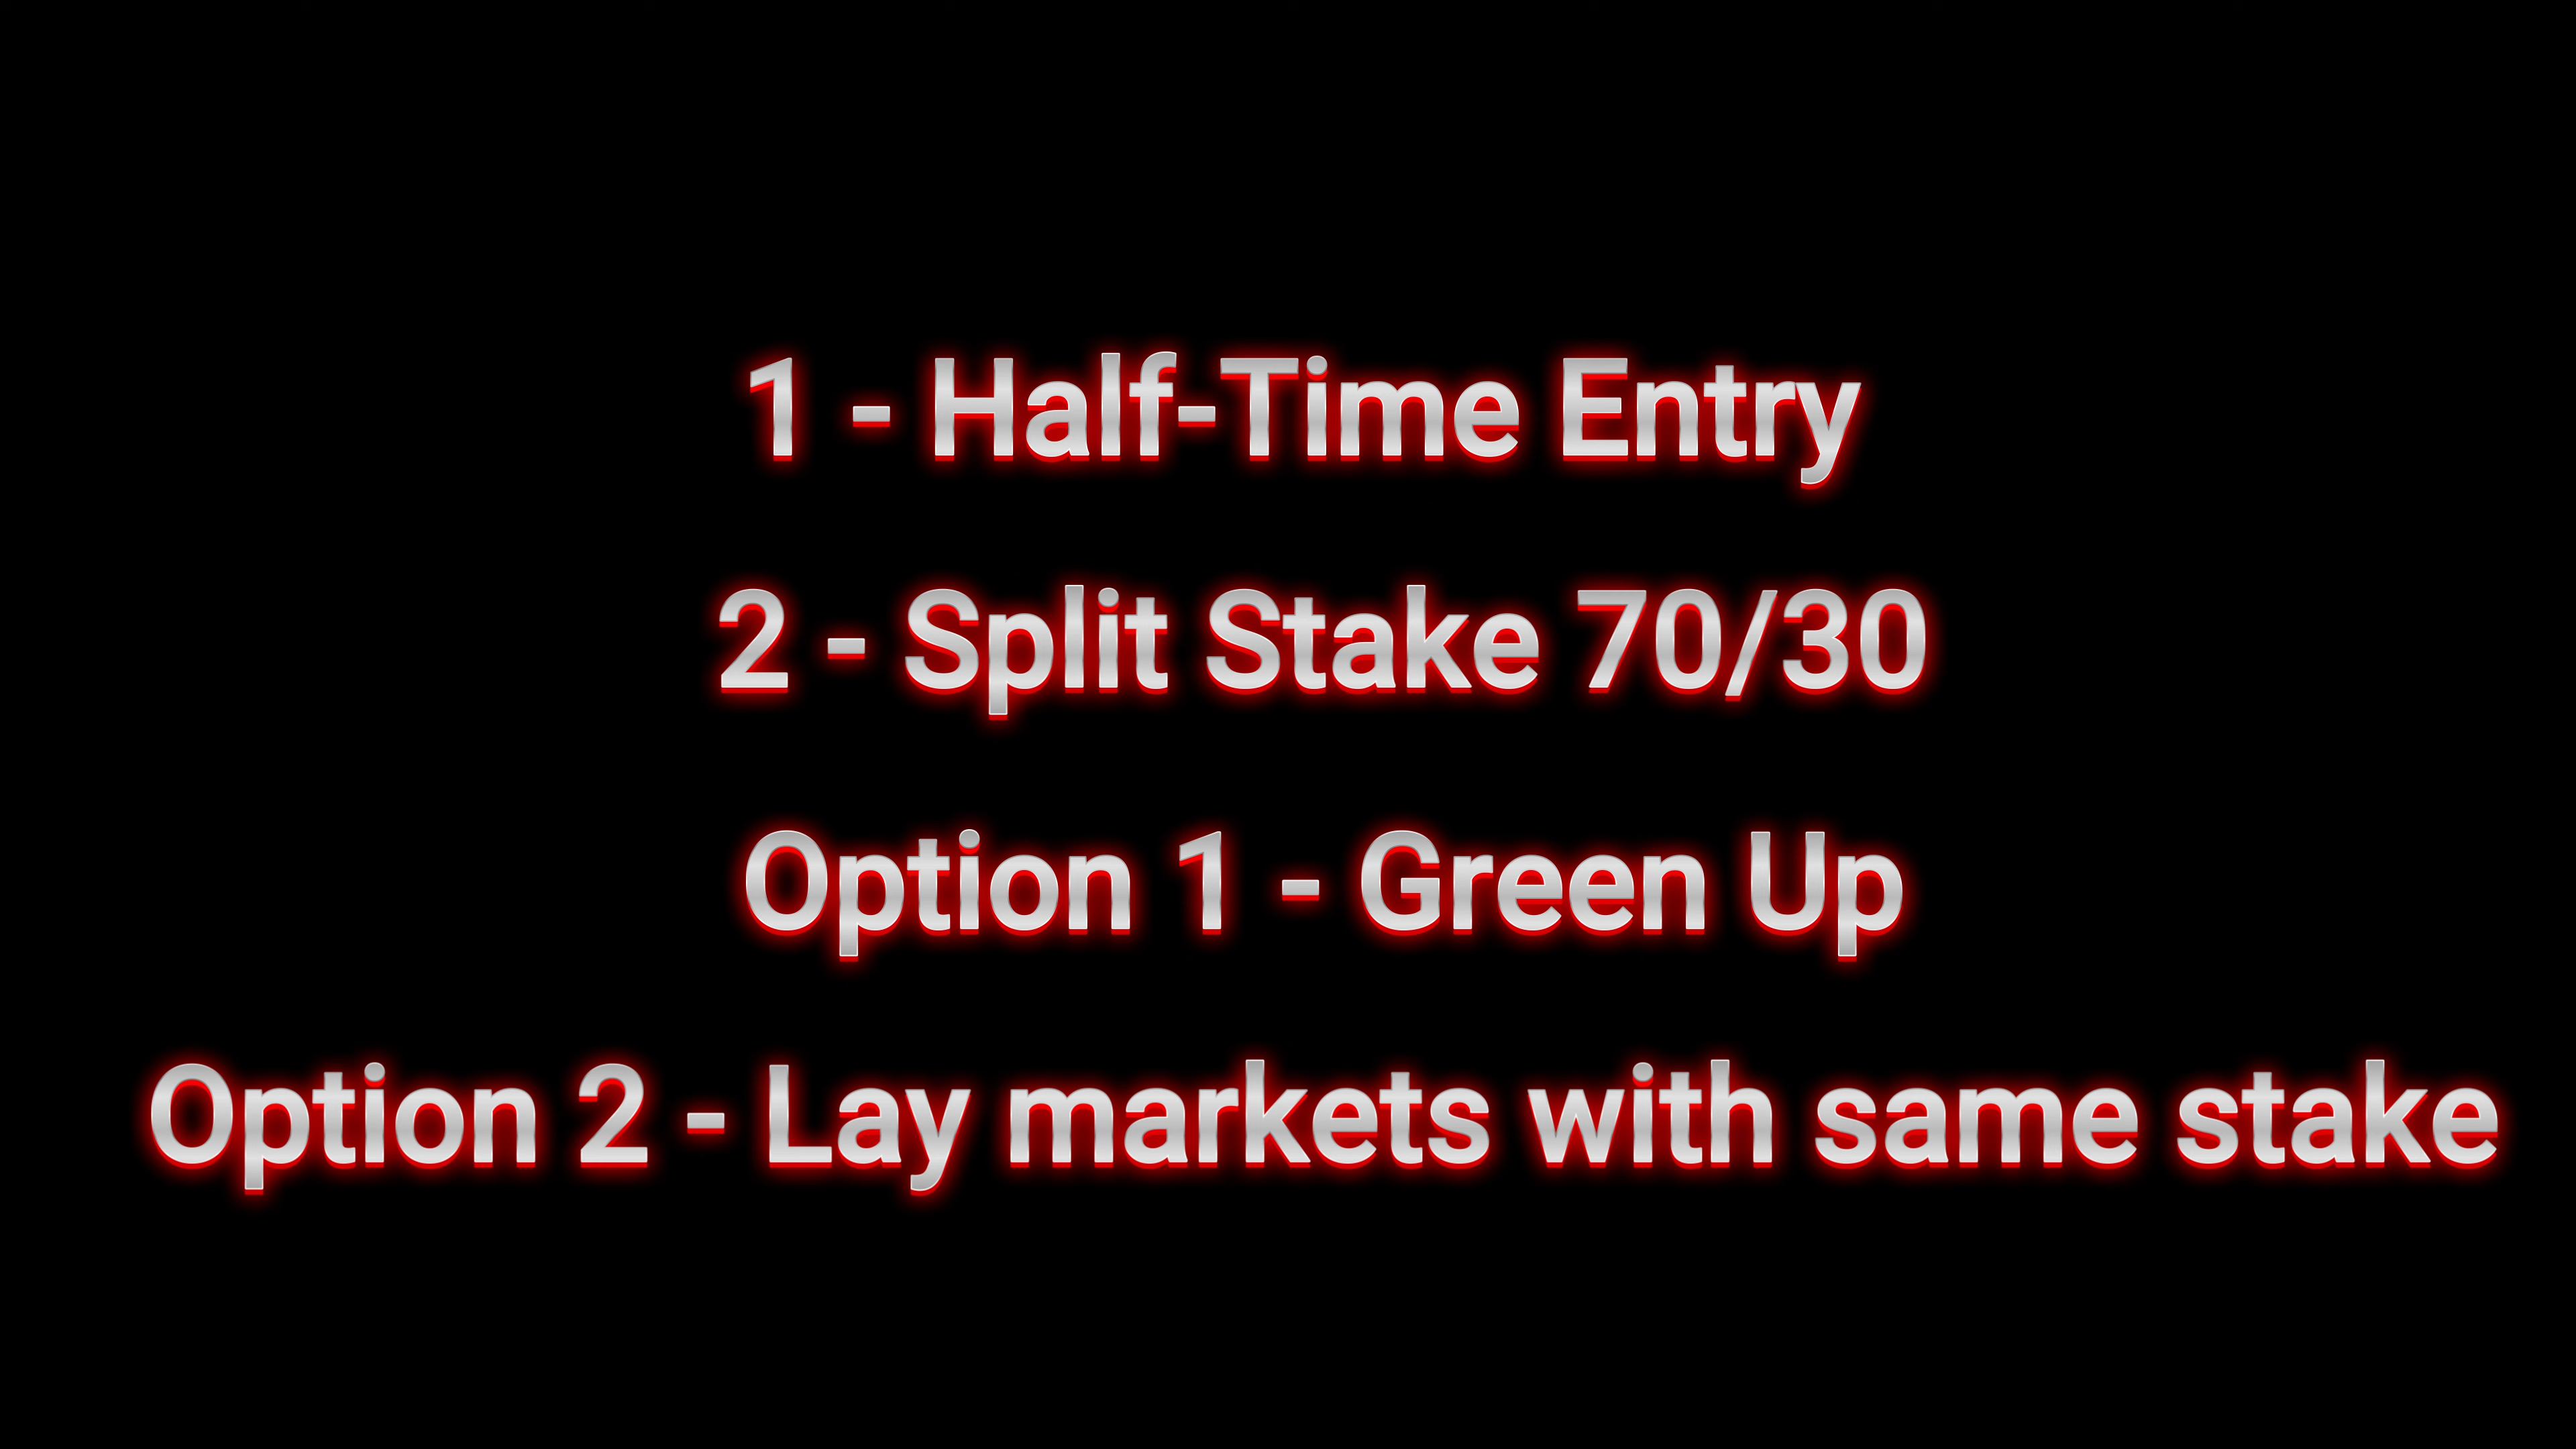 1 - Half-Time Entry
2 - Split Stake 70/30
Option 1 - Green Up
Option 2 - Lay markets with same stake